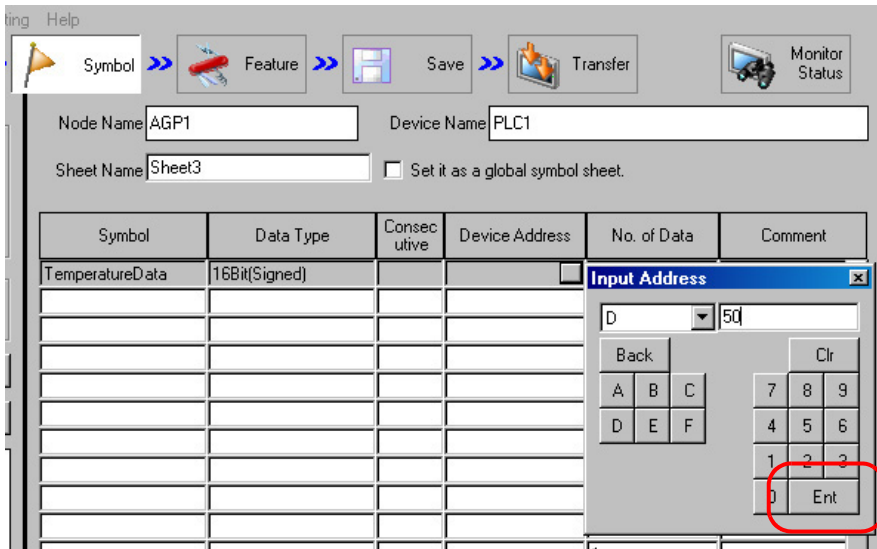 ting Help
Symbol Feature Save Transfer Monitor Status
Node Name AGP1 Device Name PLC1
Sheet Name Sheet3 Set it as a global symbol sheet.
Symbol Data Type Consec utive Device Address No. of Data Comment
TemperatureData 16Bit(Signed)
Input Address
D 50
Back Clr
A B C 7 8 9
D E F 4 5 6
1 2 3
0 Ent